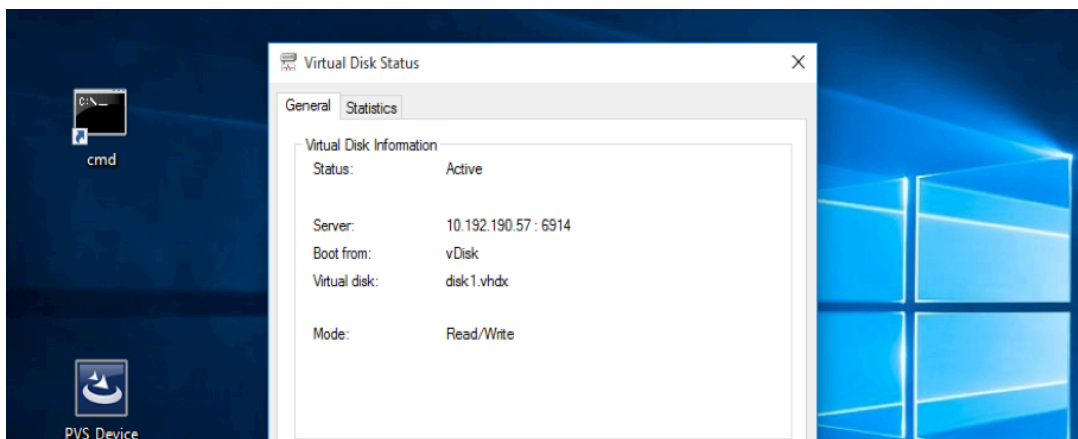 Virtual Disk Status
General Statistics
C:\_
cmd
Virtual Disk Information
Status: Active
Server: 10.192.190.57 : 6914
Boot from: vDisk
Virtual disk: disk1.vhdx
Mode: Read/Write
PVS Device